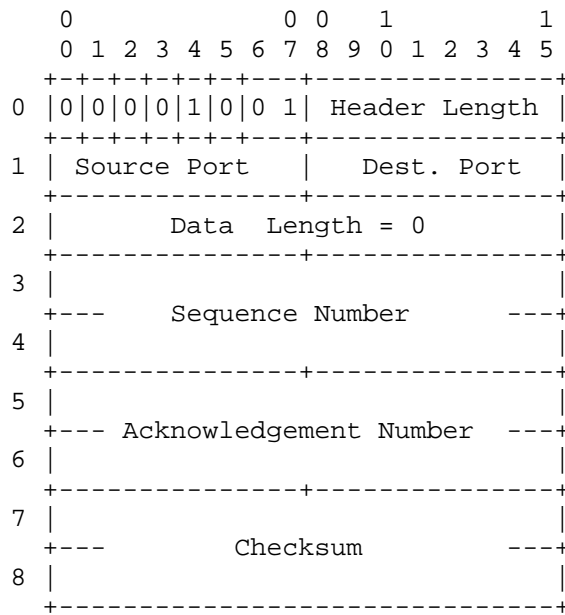 0             0 0   1         1
    0 1 2 3 4 5 6 7 8 9 0 1 2 3 4 5
   +-+-+-+-+-+-+---+---------------+
0  |0|0|0|0|1|0|0 1| Header Length |
   +-+-+-+-+-+-+---+---------------+
1  | Source Port   |   Dest. Port  |
   +---------------+---------------+
2  |       Data  Length = 0        |
   +---------------+---------------+
3  |                               |
   +---    Sequence Number      ---+
4  |                               |
   +---------------+---------------+
5  |                               |
   +--- Acknowledgement Number  ---+
6  |                               |
   +---------------+---------------+
7  |                               |
   +---        Checksum         ---+
8  |                               |
   +-------------------------------+